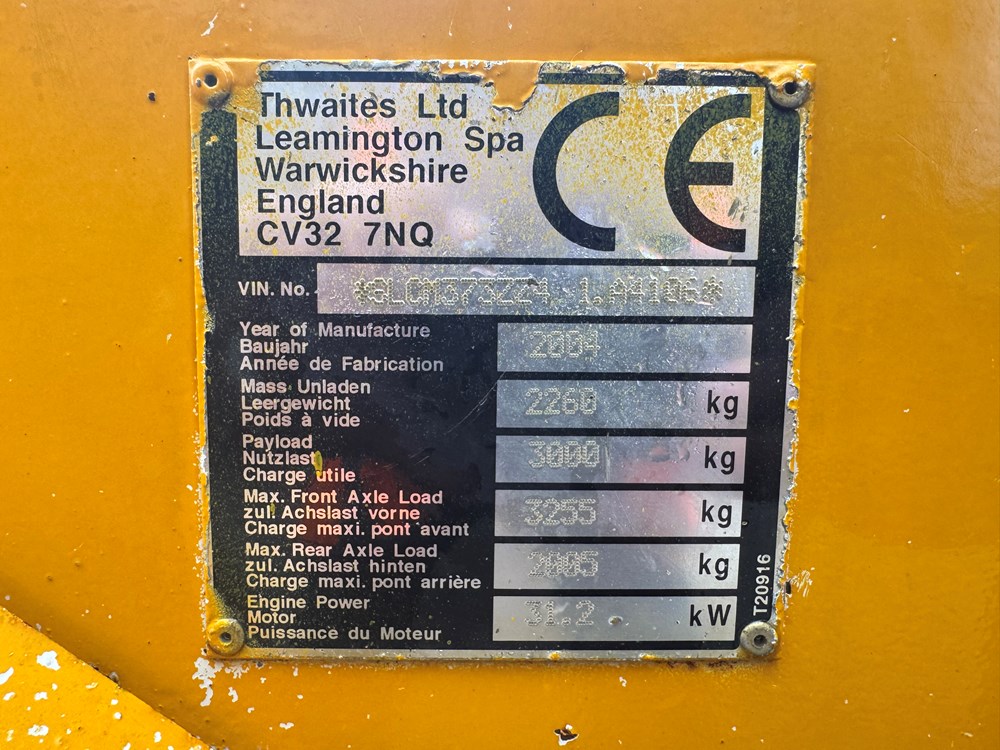 Thwaites Ltd
Leamington Spa
Warwickshire
England
CV32 7NQ
CE
VIN. No.
Year of Manufacture
Baujahr
Année de Fabrication
2004
Mass Unladen
Leergewicht
Poids à vide
2260 kg
Payload
Nutzlast
Charge utile
3000 kg
Max. Front Axle Load
zul. Achslast vorne
Charge maxi. pont avant
3255 kg
Max. Rear Axle Load
zul. Achslast hinten
Charge maxi. pont arrière
2005 kg
Engine Power
Motor
Puissance du Moteur
31.2 kW
T20916